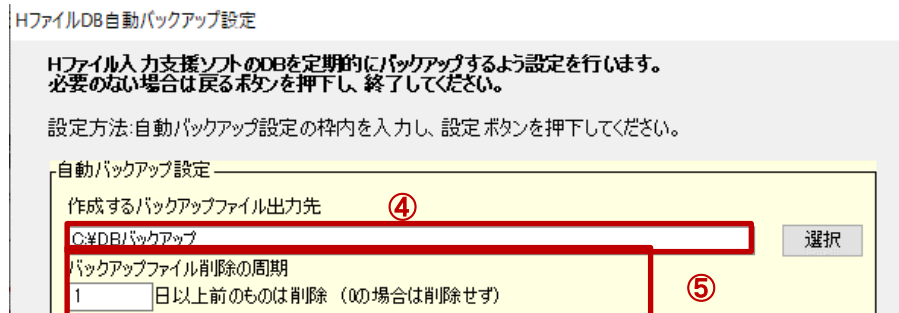 HファイルDB自動バックアップ設定
Hファイル入力支援ソフトのDBを定期的にバックアップするよう設定を行います。
必要のない場合は戻るボタンを押下し、終了してください。
設定方法:自動バックアップ設定の枠内を入力し、設定ボタンを押下してください。
自動バックアップ設定
作成するバックアップファイル出力先
④
C:¥DBバックアップ
選択
バックアップファイル削除の周期
⑤
1 日以上前のものは削除 (0の場合は削除せず)